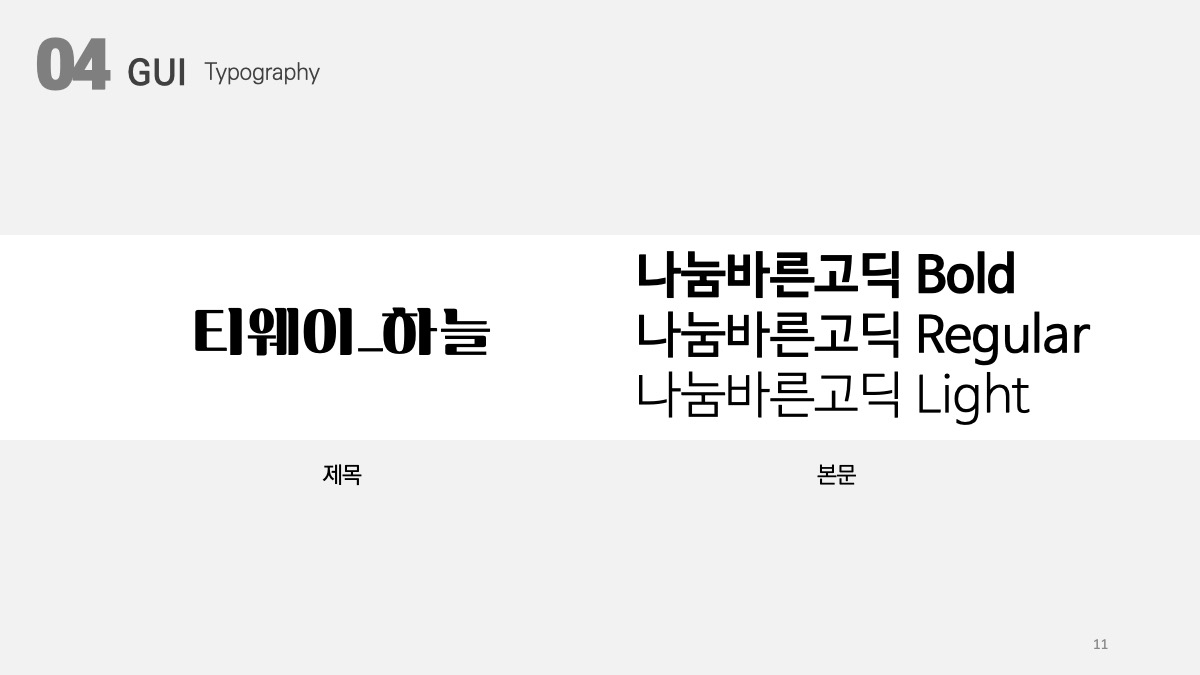 04 GUI Typography
티웨이_하늘
나눔바른고딕 Bold
나눔바른고딕 Regular
나눔바른고딕 Light
제목
본문
11